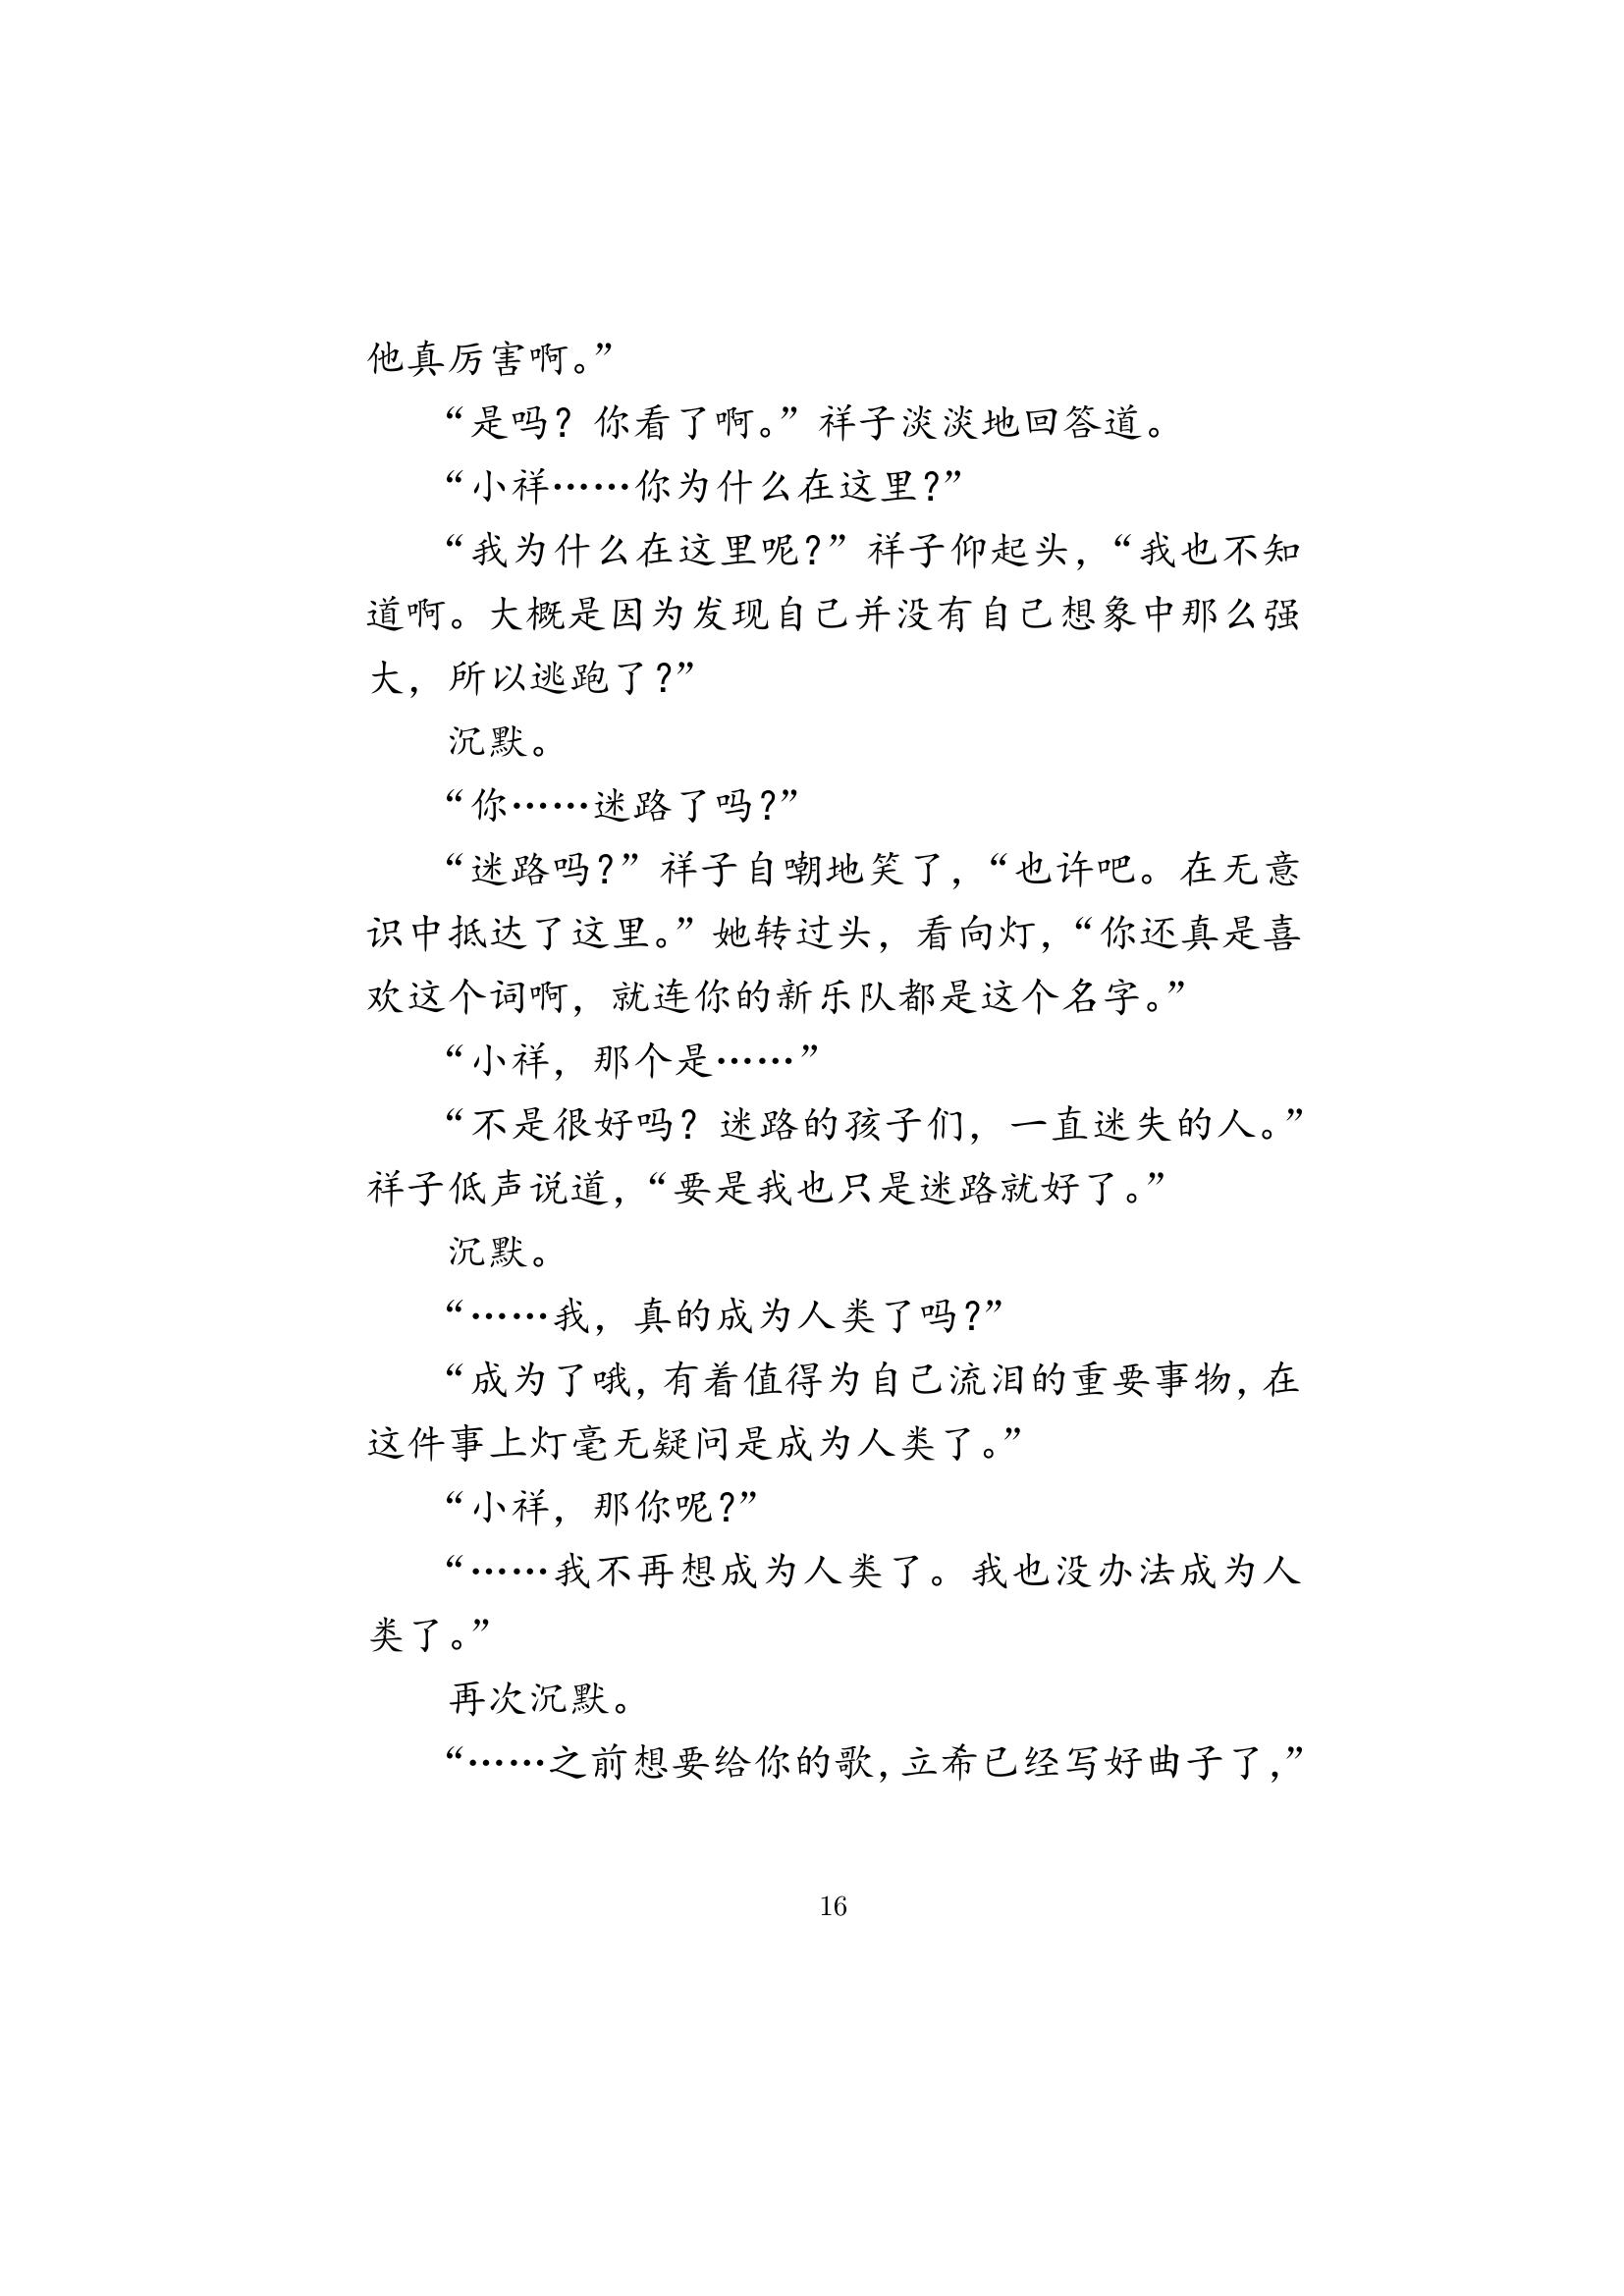 他真厉害啊。”
“是吗？你看了啊。”祥子淡淡地回答道。
“小祥……你为什么在这里？”
“我为什么在这里呢？”祥子仰起头，“我也不知
道啊。大概是因为发现自己并没有自己想象中那么强
大，所以逃跑了？”
沉默。
“你……迷路了吗？”
“迷路吗？”祥子自嘲地笑了，“也许吧。在无意
识中抵达了这里。”她转过头，看向灯，“你还真是喜
欢这个词啊，就连你的新乐队都是这个名字。”
“小祥，那个是……”
“不是很好吗？迷路的孩子们，一直迷失的人。”
祥子低声说道，“要是我也只是迷路就好了。”
沉默。
“……我，真的成为人类了吗？”
“成为了哦，有着值得为自己流泪的重要事物，在
这件事上灯毫无疑问是成为人类了。”
“小祥，那你呢？”
“……我不再想成为人类了。我也没办法成为人
类了。”
再次沉默。
“……之前想要给你的歌，立希已经写好曲子了，”
16